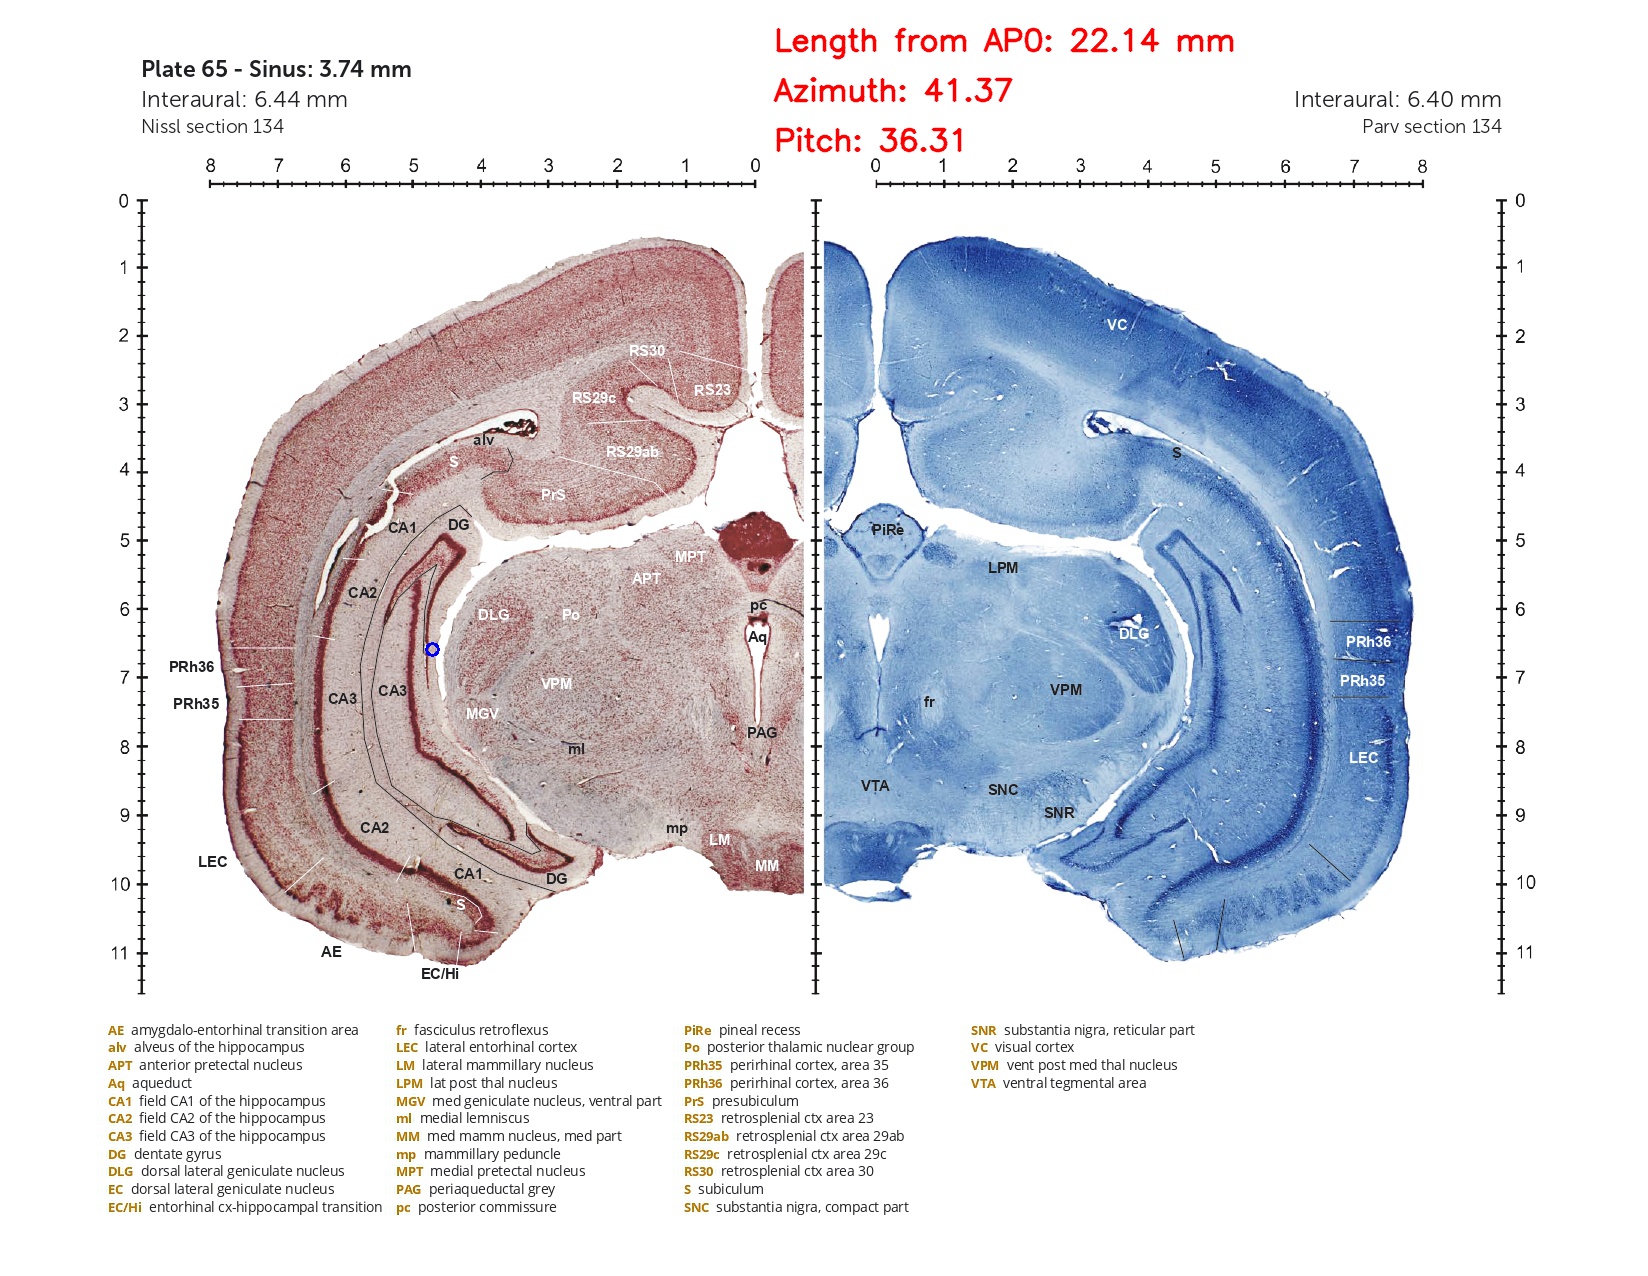 Length from AP0: 22.14 mm
Plate 65 - Sinus: 3.74 mm
Azimuth: 41.37
Interaural: 6.44 mm
Interaural: 6.40 mm
Nissl section 134
Pitch: 36.31
Parv section 134
8 7 6 5 4 3 2 1 0
0 1 2 3 4 5 6 7 8
0 0
1 1
VC
2 2
RS30
RS23
RS29c
3 3
alv
RS29ab
S
S
4 4
PrS
CA1
DG
PiRe
5 5
MPT
LPM
APT
CA2
pc
6 6
DLG
Po
Aq
DLG
PRh36
PRh36
7 7
PRh35
VPM
VPM
CA3
CA3
PRh35
fr
MGV
PAG
8 8
ml
LEC
VTA
SNC
SNR
9 9
CA2
mp
LM
LEC
MM
CA1
DG
10 10
S
AE
11 11
EC/Hi
AE amygdalo-entorhinal transition area
alv alveus of the hippocampus
APT anterior pretectal nucleus
Aq aqueduct
CA1 field CA1 of the hippocampus
CA2 field CA2 of the hippocampus
CA3 field CA3 of the hippocampus
DG dentate gyrus
DLG dorsal lateral geniculate nucleus
EC dorsal lateral geniculate nucleus
EC/Hi entorhinal cx-hippocampal transition
fr fasciculus retroflexus
LEC lateral entorhinal cortex
LM lateral mammillary nucleus
LPM lat post thal nucleus
MGV med geniculate nucleus, ventral part
ml medial lemniscus
MM med mamm nucleus, med part
mp mammillary peduncle
MPT medial pretectal nucleus
PAG periaqueductal grey
pc posterior commissure
PiRe pineal recess
Po posterior thalamic nuclear group
PRh35 perirhinal cortex, area 35
PRh36 perirhinal cortex, area 36
PrS presubiculum
RS23 retrosplenial ctx area 23
RS29ab retrosplenial ctx area 29ab
RS29c retrosplenial ctx area 29c
RS30 retrosplenial ctx area 30
S subiculum
SNC substantia nigra, compact part
SNR substantia nigra, reticular part
VC visual cortex
VPM vent post med thal nucleus
VTA ventral tegmental area